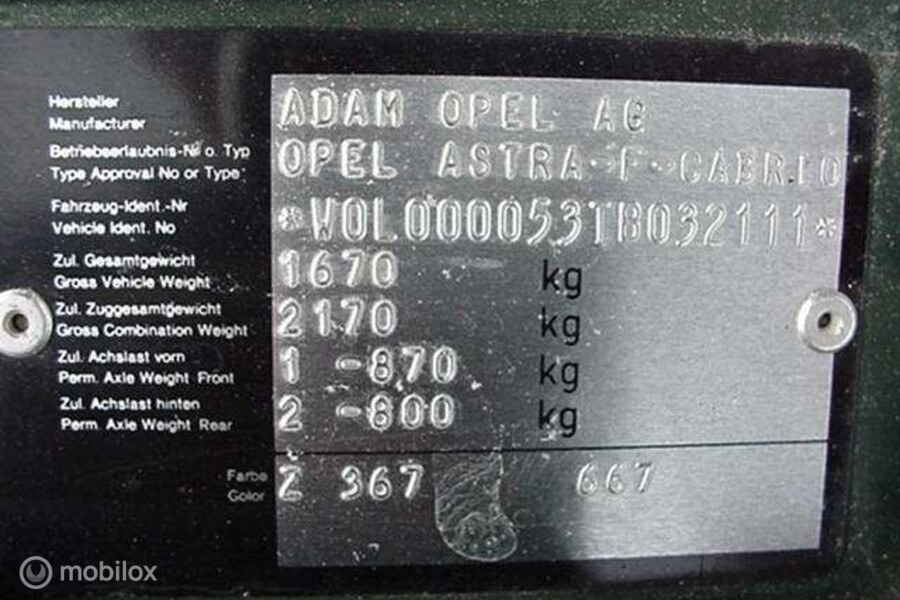 Hersteller
Manufacturer
ADAM OPEL AG
Betriebserlaubnis-Nr o. Typ
Type Approval No or Type
OPEL ASTRA-F-CABRIO
Fahrzeug-Ident.-Nr
Vehicle Ident. No
*W0L000053TB032111*
Zul. Gesamtgewicht
Gross Vehicle Weight
1670 kg
Zul. Zuggesamtgewicht
Gross Combination Weight
2170 kg
Zul. Achslast vorn
Perm. Axle Weight Front
1 -870 kg
Zul. Achslast hinten
Perm. Axle Weight Rear
2 -800 kg
Farbe
Color
Z 367 667
mobilox